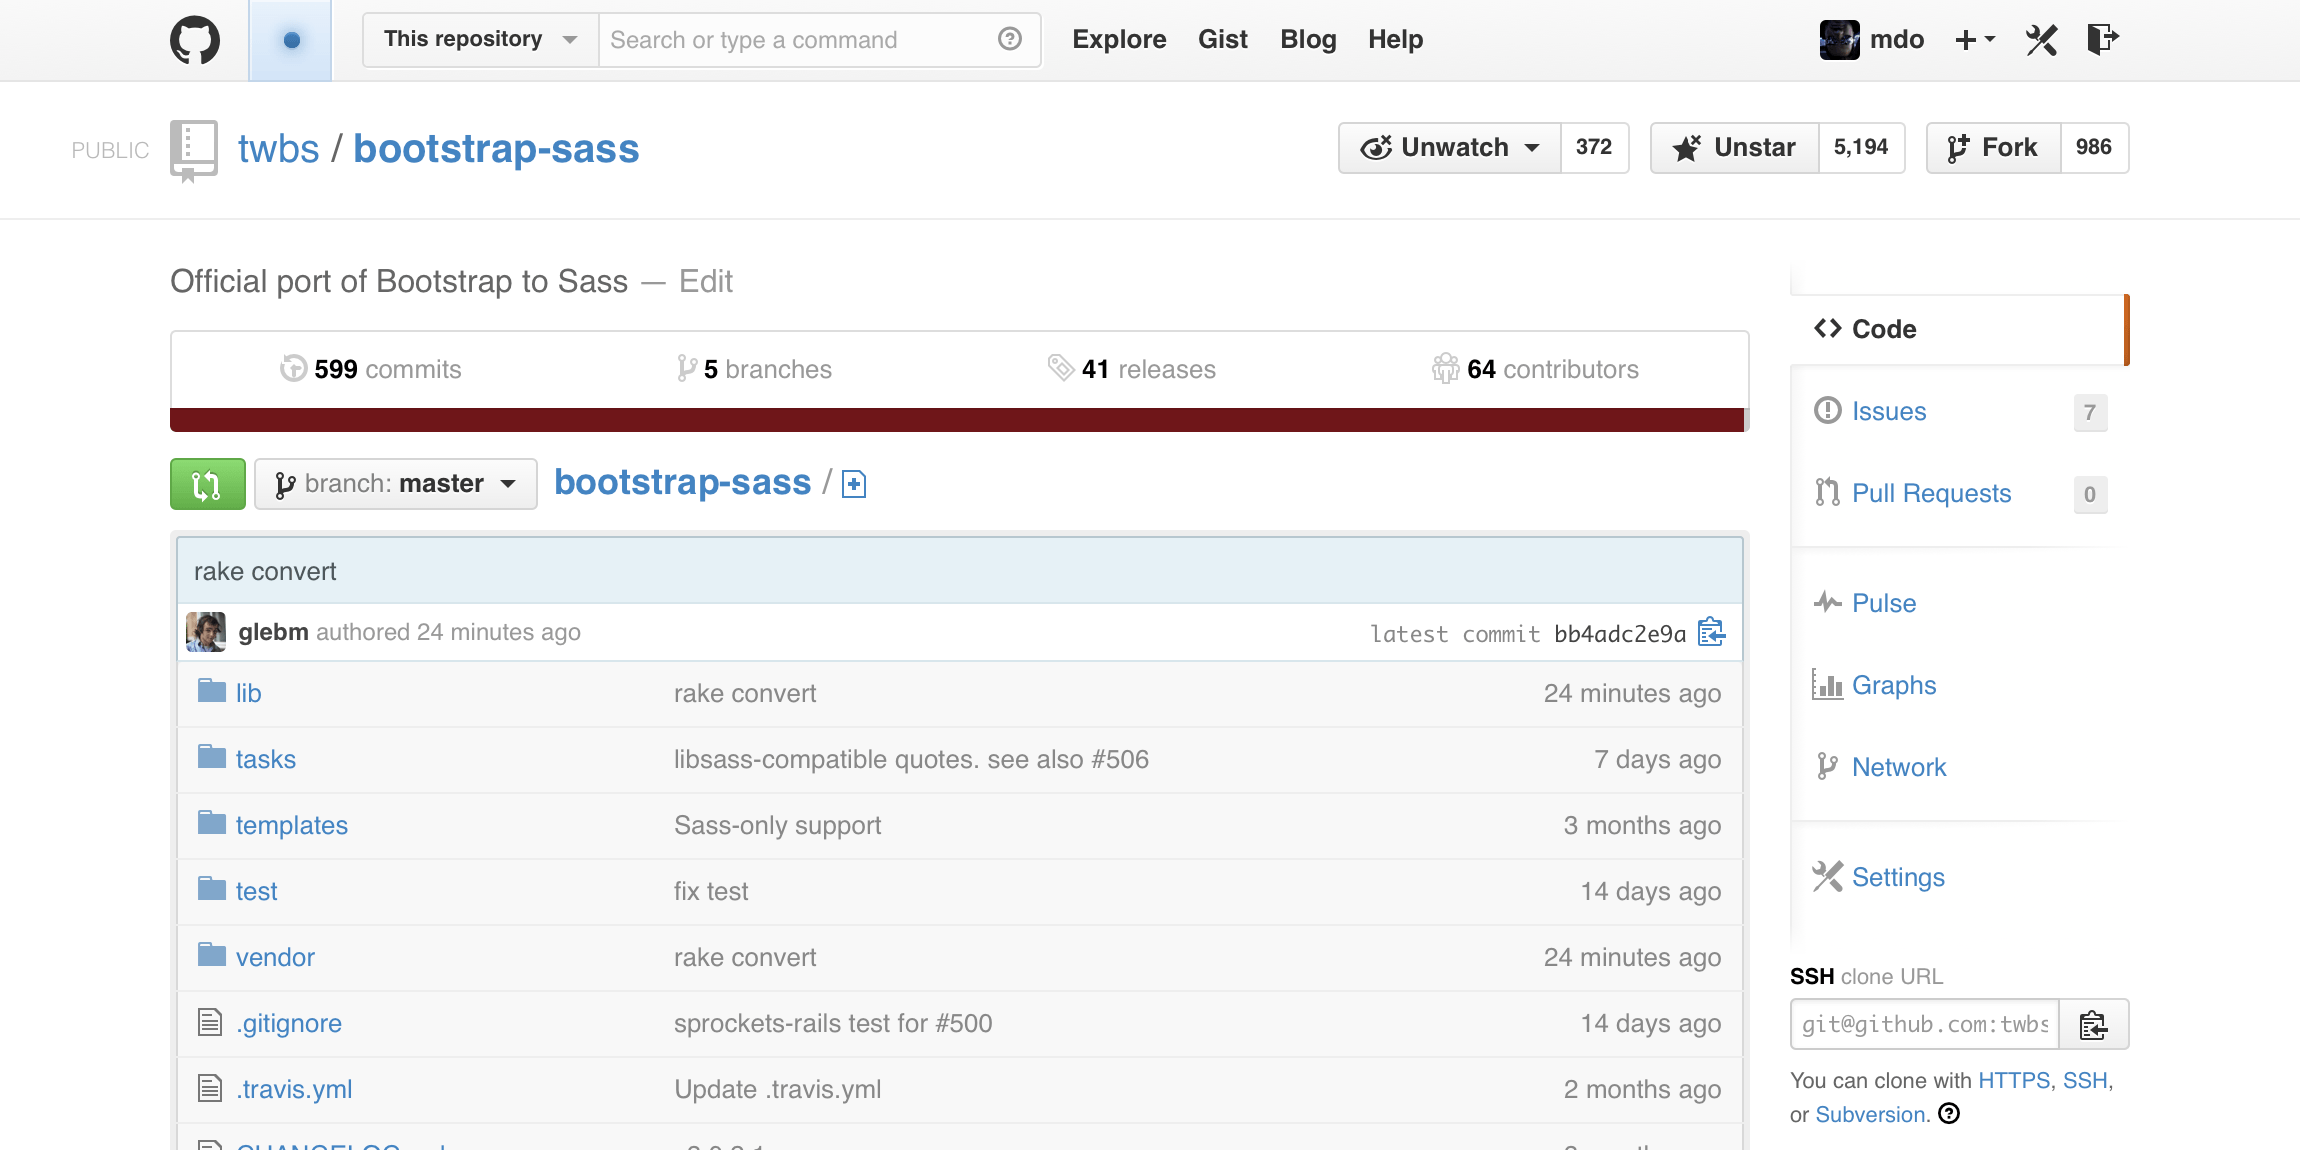 This repository Search or type a command Explore Gist Blog Help mdo
PUBLIC twbs / bootstrap-sass Unwatch 372 Unstar 5,194 Fork 986
Official port of Bootstrap to Sass — Edit
599 commits 5 branches 41 releases 64 contributors
branch: master bootstrap-sass /
rake convert
glebm authored 24 minutes ago latest commit bb4adc2e9a
lib rake convert 24 minutes ago
tasks libsass-compatible quotes. see also #506 7 days ago
templates Sass-only support 3 months ago
test fix test 14 days ago
vendor rake convert 24 minutes ago
.gitignore sprockets-rails test for #500 14 days ago
.travis.yml Update .travis.yml 2 months ago
Code
Issues 7
Pull Requests 0
Pulse
Graphs
Network
Settings
SSH clone URL
git@github.com:twbs
You can clone with HTTPS, SSH,
or Subversion.